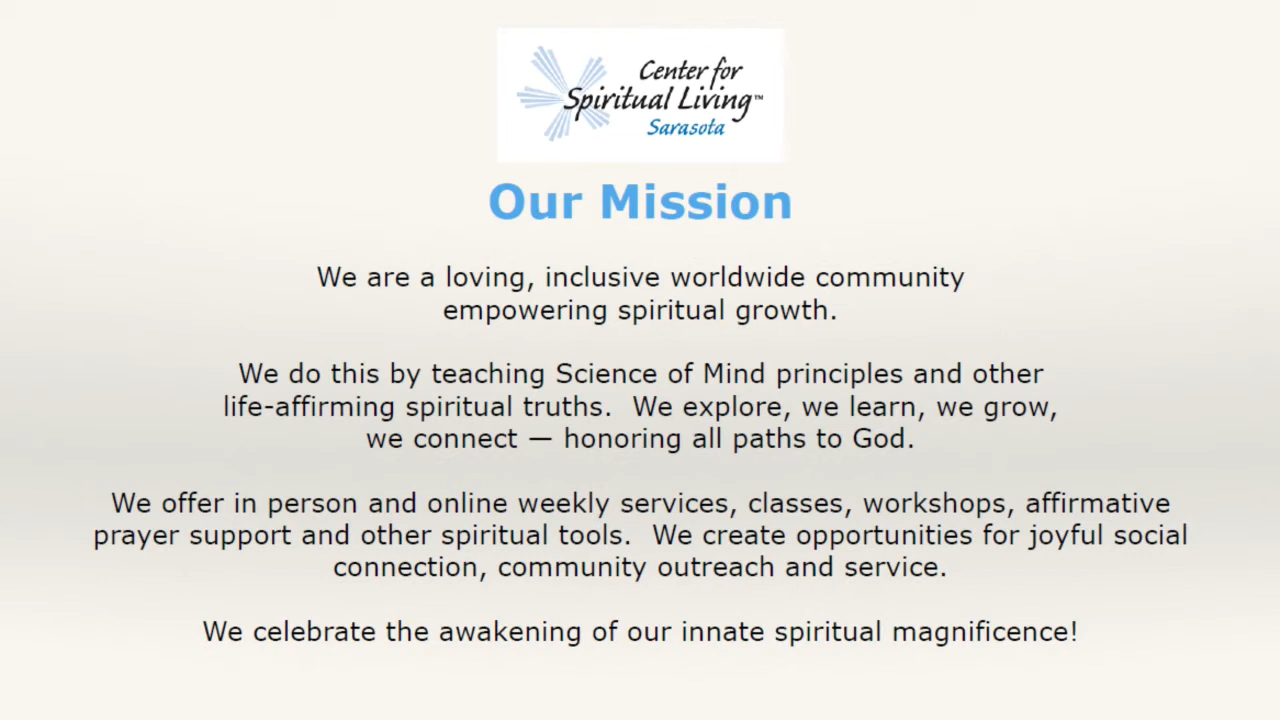 Center for
Spiritual Living™
Sarasota
Our Mission
We are a loving, inclusive worldwide community
empowering spiritual growth.
We do this by teaching Science of Mind principles and other
life-affirming spiritual truths.  We explore, we learn, we grow,
we connect — honoring all paths to God.
We offer in person and online weekly services, classes, workshops, affirmative
prayer support and other spiritual tools.  We create opportunities for joyful social
connection, community outreach and service.
We celebrate the awakening of our innate spiritual magnificence!